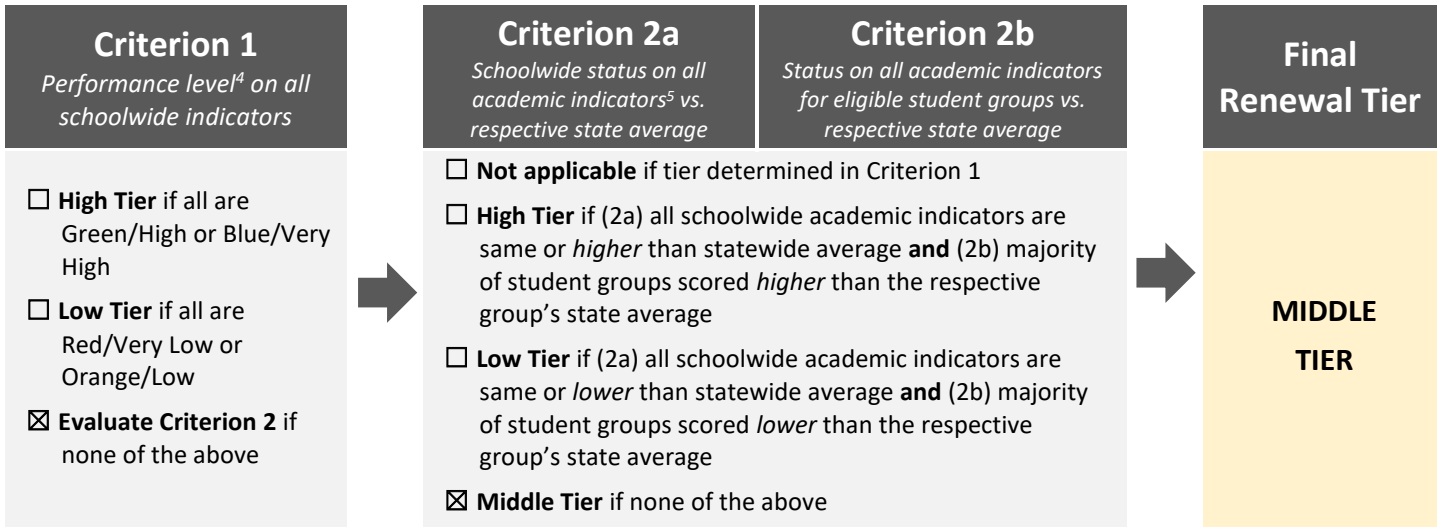 Criterion 1
Performance level⁴ on all
schoolwide indicators
☐ High Tier if all are
Green/High or Blue/Very
High
☐ Low Tier if all are
Red/Very Low or
Orange/Low
☒ Evaluate Criterion 2 if
none of the above
Criterion 2a
Schoolwide status on all
academic indicators⁵ vs.
respective state average
Criterion 2b
Status on all academic indicators
for eligible student groups vs.
respective state average
☐ Not applicable if tier determined in Criterion 1
☐ High Tier if (2a) all schoolwide academic indicators are
same or higher than statewide average and (2b) majority
of student groups scored higher than the respective
group’s state average
☐ Low Tier if (2a) all schoolwide academic indicators are
same or lower than statewide average and (2b) majority
of student groups scored lower than the respective
group’s state average
☒ Middle Tier if none of the above
Final
Renewal Tier
MIDDLE
TIER